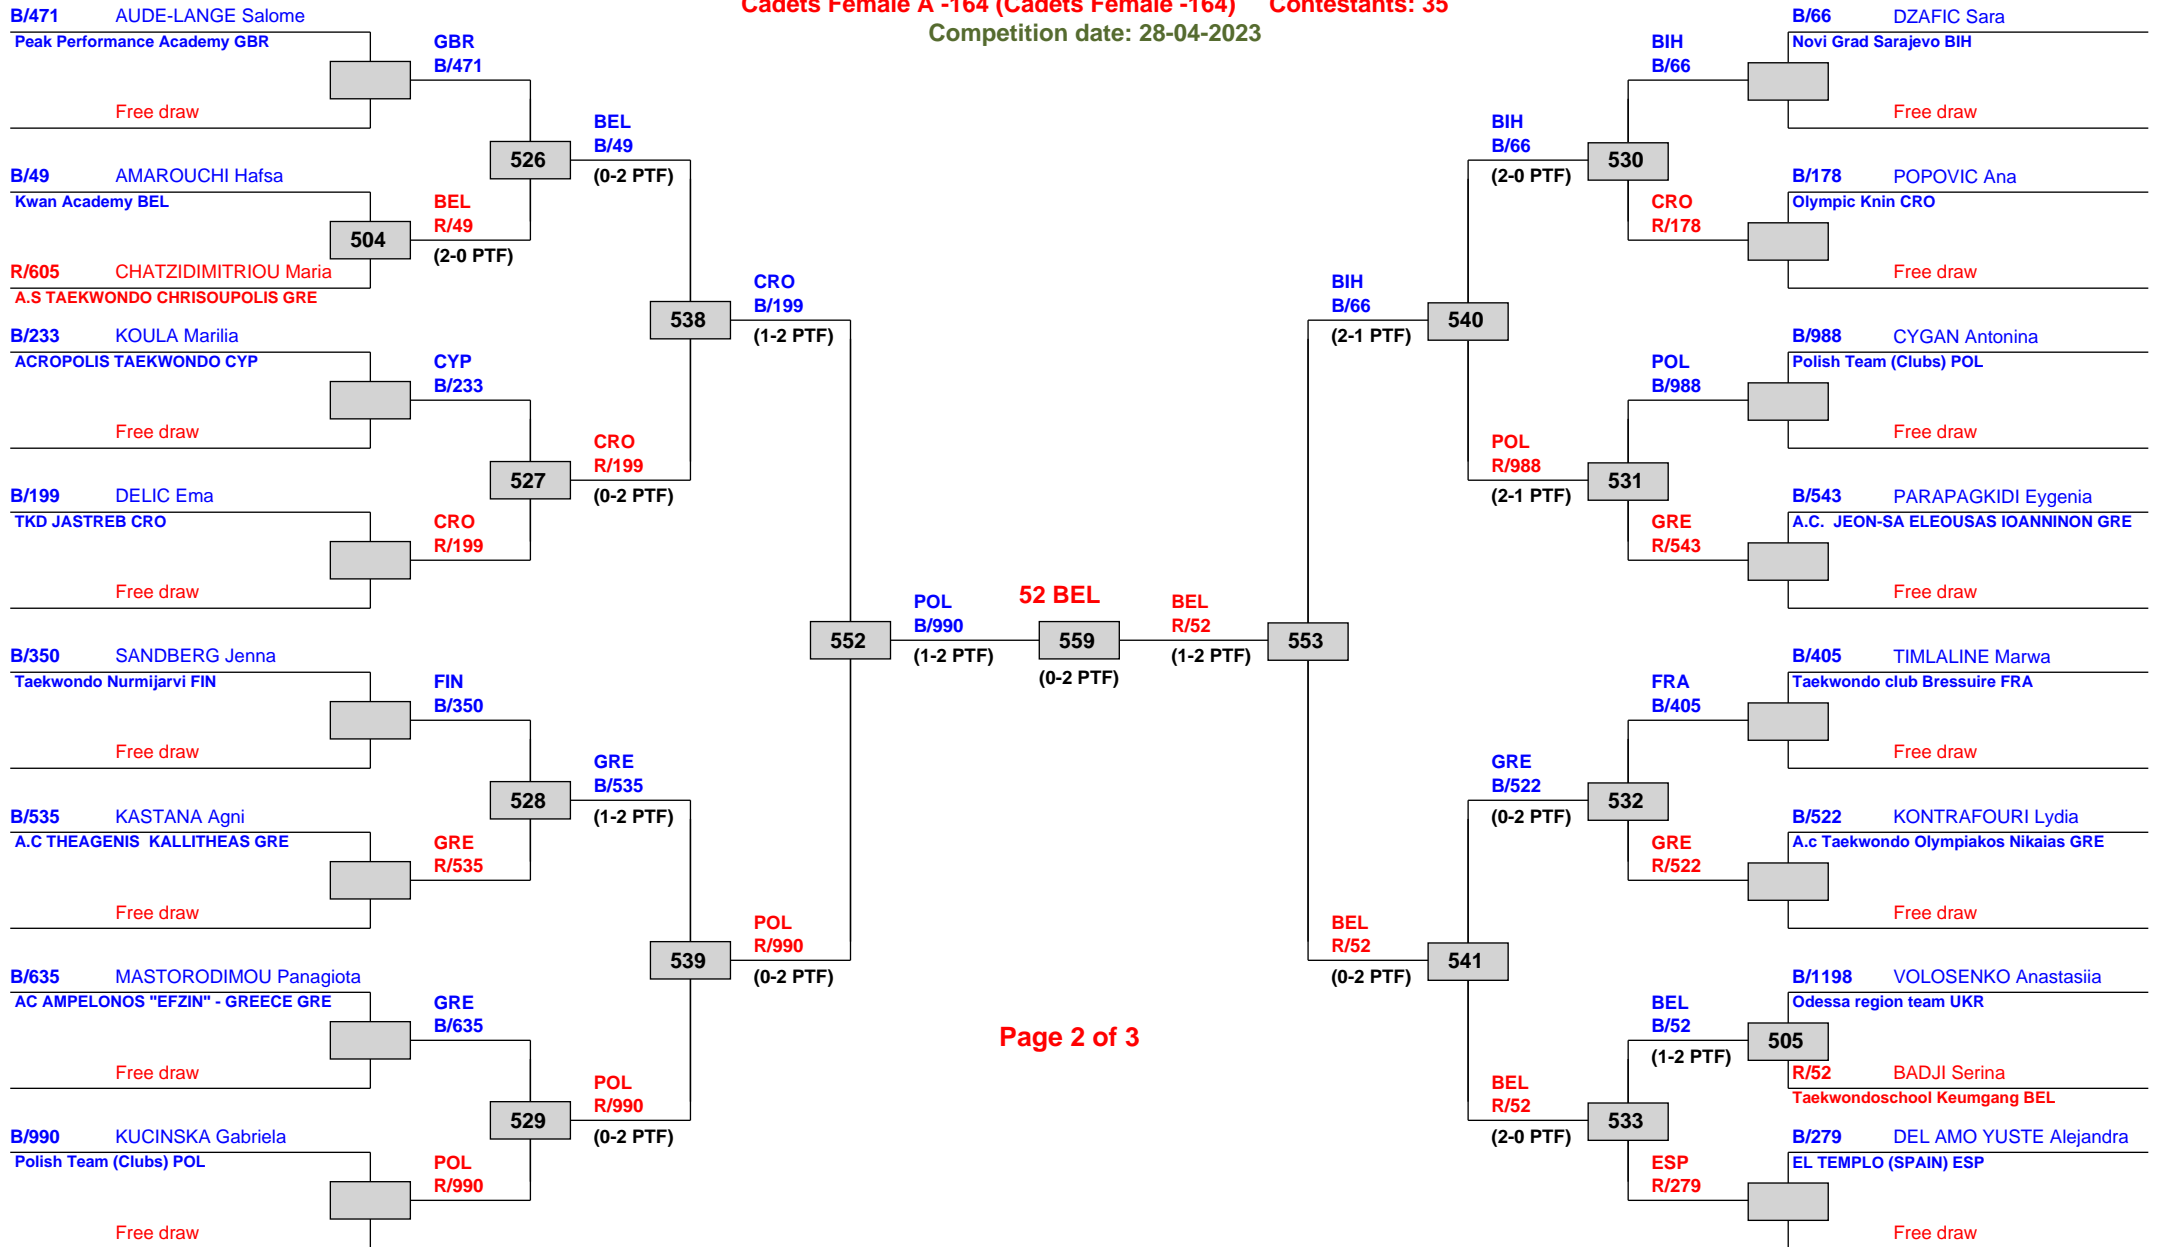 Cadets Female A -164 (Cadets Female -164) Contestants: 35
Competition date: 28-04-2023
B/471 AUDE-LANGE Salome
Peak Performance Academy GBR
Free draw
GBR
B/471
B/49 AMAROUCHI Hafsa
Kwan Academy BEL
504
R/605 CHATZIDIMITRIOU Maria
A.S TAEKWONDO CHRISOUPOLIS GRE
BEL
R/49
(2-0 PTF)
526
BEL
B/49
(0-2 PTF)
B/233 KOULA Marilia
ACROPOLIS TAEKWONDO CYP
Free draw
CYP
B/233
B/199 DELIC Ema
TKD JASTREB CRO
Free draw
CRO
R/199
527
CRO
R/199
(0-2 PTF)
538
CRO
B/199
(1-2 PTF)
B/350 SANDBERG Jenna
Taekwondo Nurmijarvi FIN
Free draw
FIN
B/350
B/535 KASTANA Agni
A.C THEAGENIS KALLITHEAS GRE
Free draw
GRE
R/535
528
GRE
B/535
(1-2 PTF)
B/635 MASTORODIMOU Panagiota
AC AMPELONOS "EFZIN" - GREECE GRE
Free draw
GRE
B/635
B/990 KUCINSKA Gabriela
Polish Team (Clubs) POL
Free draw
POL
R/990
529
POL
R/990
(0-2 PTF)
539
POL
R/990
(0-2 PTF)
552
POL
B/990
(1-2 PTF)
52 BEL
559
(0-2 PTF)
BEL
R/52
(1-2 PTF)
553
Page 2 of 3
BIH
B/66
(2-1 PTF)
540
BIH
B/66
(2-0 PTF)
530
BIH
B/66
B/66 DZAFIC Sara
Novi Grad Sarajevo BIH
Free draw
CRO
R/178
B/178 POPOVIC Ana
Olympic Knin CRO
Free draw
POL
R/988
(2-1 PTF)
531
POL
B/988
B/988 CYGAN Antonina
Polish Team (Clubs) POL
Free draw
GRE
R/543
B/543 PARAPAGKIDI Eygenia
A.C. JEON-SA ELEOUSAS IOANNINON GRE
Free draw
BEL
R/52
(0-2 PTF)
541
GRE
B/522
(0-2 PTF)
532
FRA
B/405
B/405 TIMLALINE Marwa
Taekwondo club Bressuire FRA
Free draw
GRE
R/522
B/522 KONTRAFOURI Lydia
A.c Taekwondo Olympiakos Nikaias GRE
Free draw
BEL
R/52
(2-0 PTF)
533
BEL
B/52
(1-2 PTF)
505
B/1198 VOLOSENKO Anastasiia
Odessa region team UKR
R/52 BADJI Serina
Taekwondoschool Keumgang BEL
ESP
R/279
B/279 DEL AMO YUSTE Alejandra
EL TEMPLO (SPAIN) ESP
Free draw